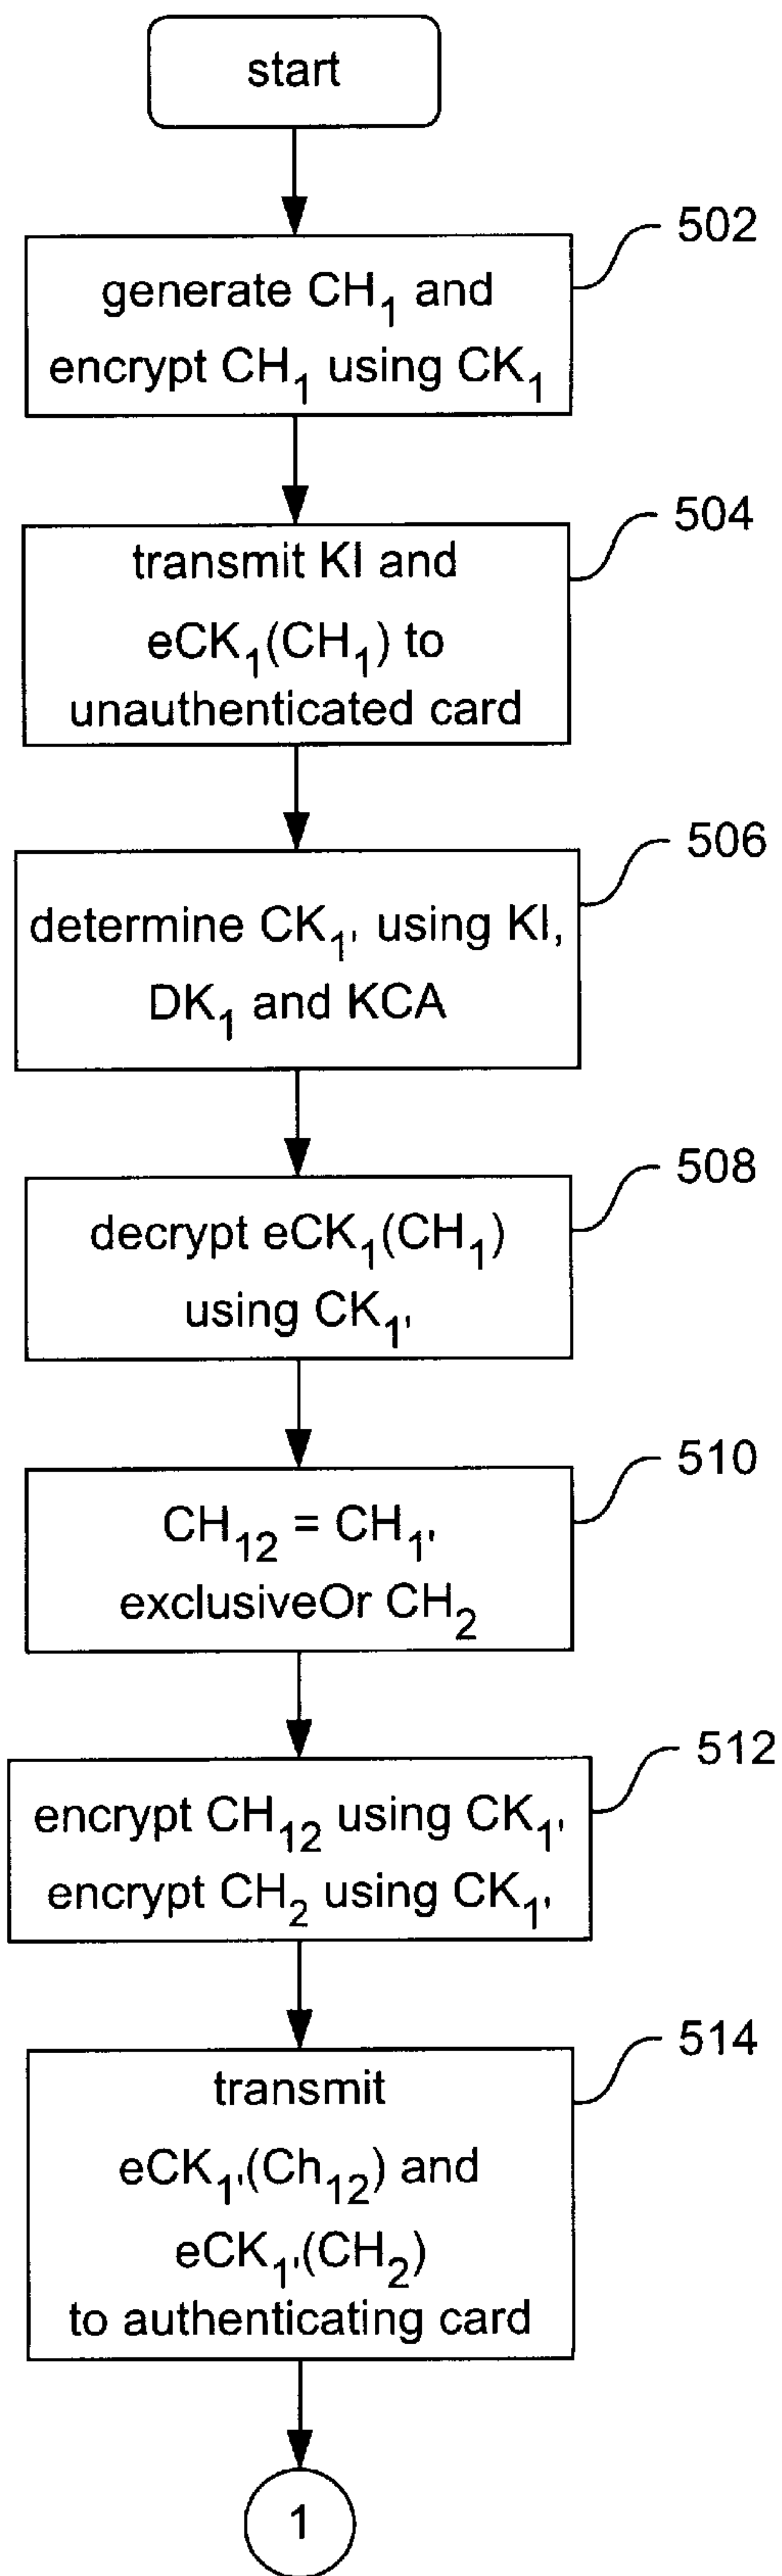 start
502
generate CH₁ and
encrypt CH₁ using CK₁
504
transmit KI and
eCK₁(CH₁) to
unauthenticated card
506
determine CK₁' using KI,
DK₁ and KCA
508
decrypt eCK₁(CH₁)
using CK₁'
510
CH₁₂ = CH₁'
exclusiveOr CH₂
512
encrypt CH₁₂ using CK₁'
encrypt CH₂ using CK₁'
514
transmit
eCK₁'(Ch₁₂) and
eCK₁'(CH₂)
to authenticating card
1